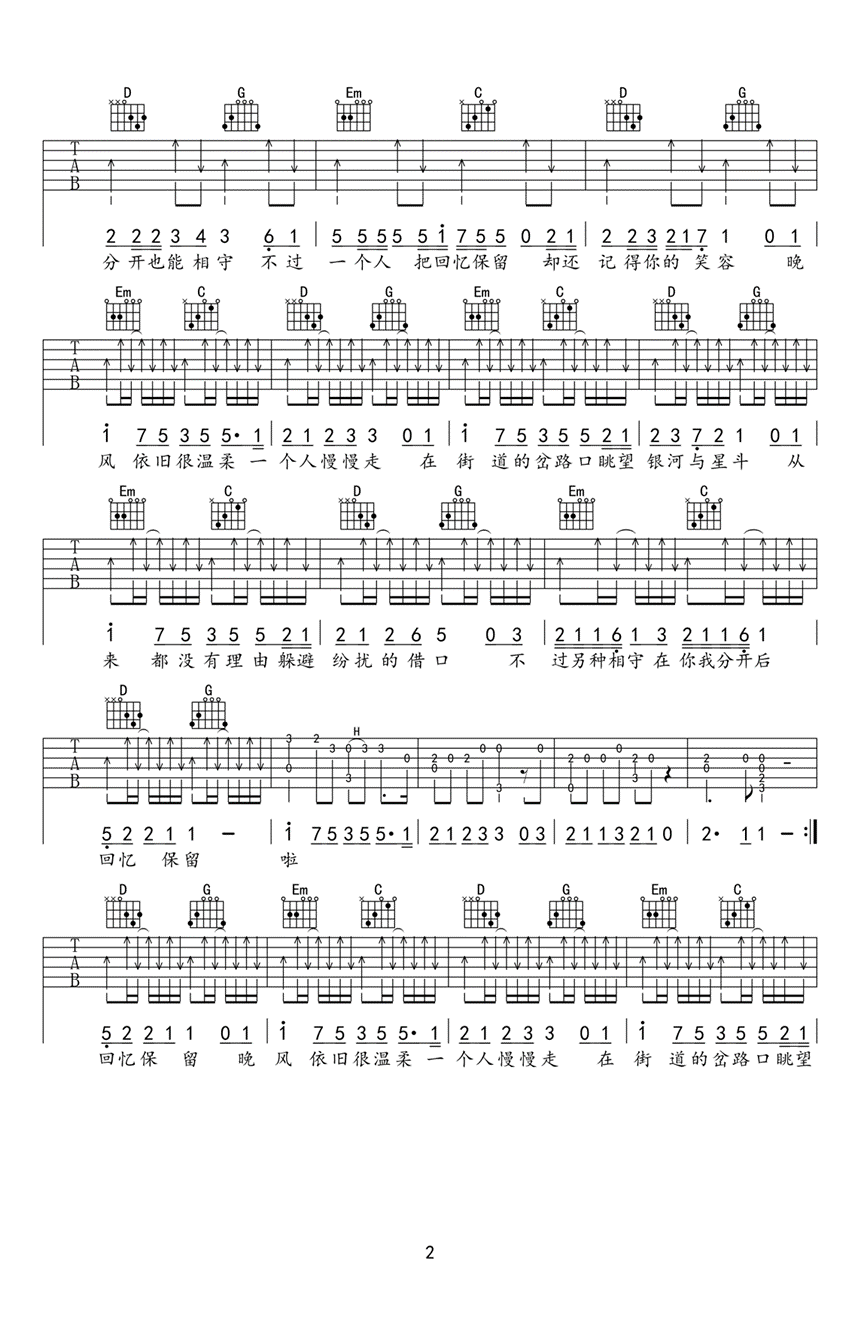 D G Em C D G
T
A
B
2 2 2 3 4 3 6 1 | 5 5 5 5 5 1 7 5 5 0 2 1 | 2 2 3 2 1 7 1 0 1
分开也能相守 不过 一个人 把回忆保留 却还 记得你的笑容 晚
Em C D G Em C D G
T
A
B
1 7 5 3 5 5· 1 | 2 1 2 3 3 0 1 | 1 7 5 3 5 5 2 1 | 2 3 7 2 1 0 1
风 依旧很温柔一 个人慢慢走 在 街 道的岔路口眺望 银河与星斗 从
Em C D G Em C
T
A
B
1 7 5 3 5 5 2 1 | 2 1 2 6 5 0 3 | 2 1 1 6 1 3 2 1 1 6 1
来 都没有理由躲避 纷扰的借口 不 过另种相守在你我分开后
D G
H
T
A
B
5 2 2 1 1 - | 1 7 5 3 5 5· 1 | 2 1 2 3 3 0 3 | 2 1 1 3 2 1 0 | 2· 1 1 - :||
回忆 保留 啦
D G Em C D G Em C
T
A
B
5 2 2 1 1 0 1 | 1 7 5 3 5 5· 1 | 2 1 2 3 3 0 1 | 1 7 5 3 5 5 2 1
回忆保 留 晚 风 依旧很温柔一 个人慢慢走 在 街 道的岔路口眺望
2